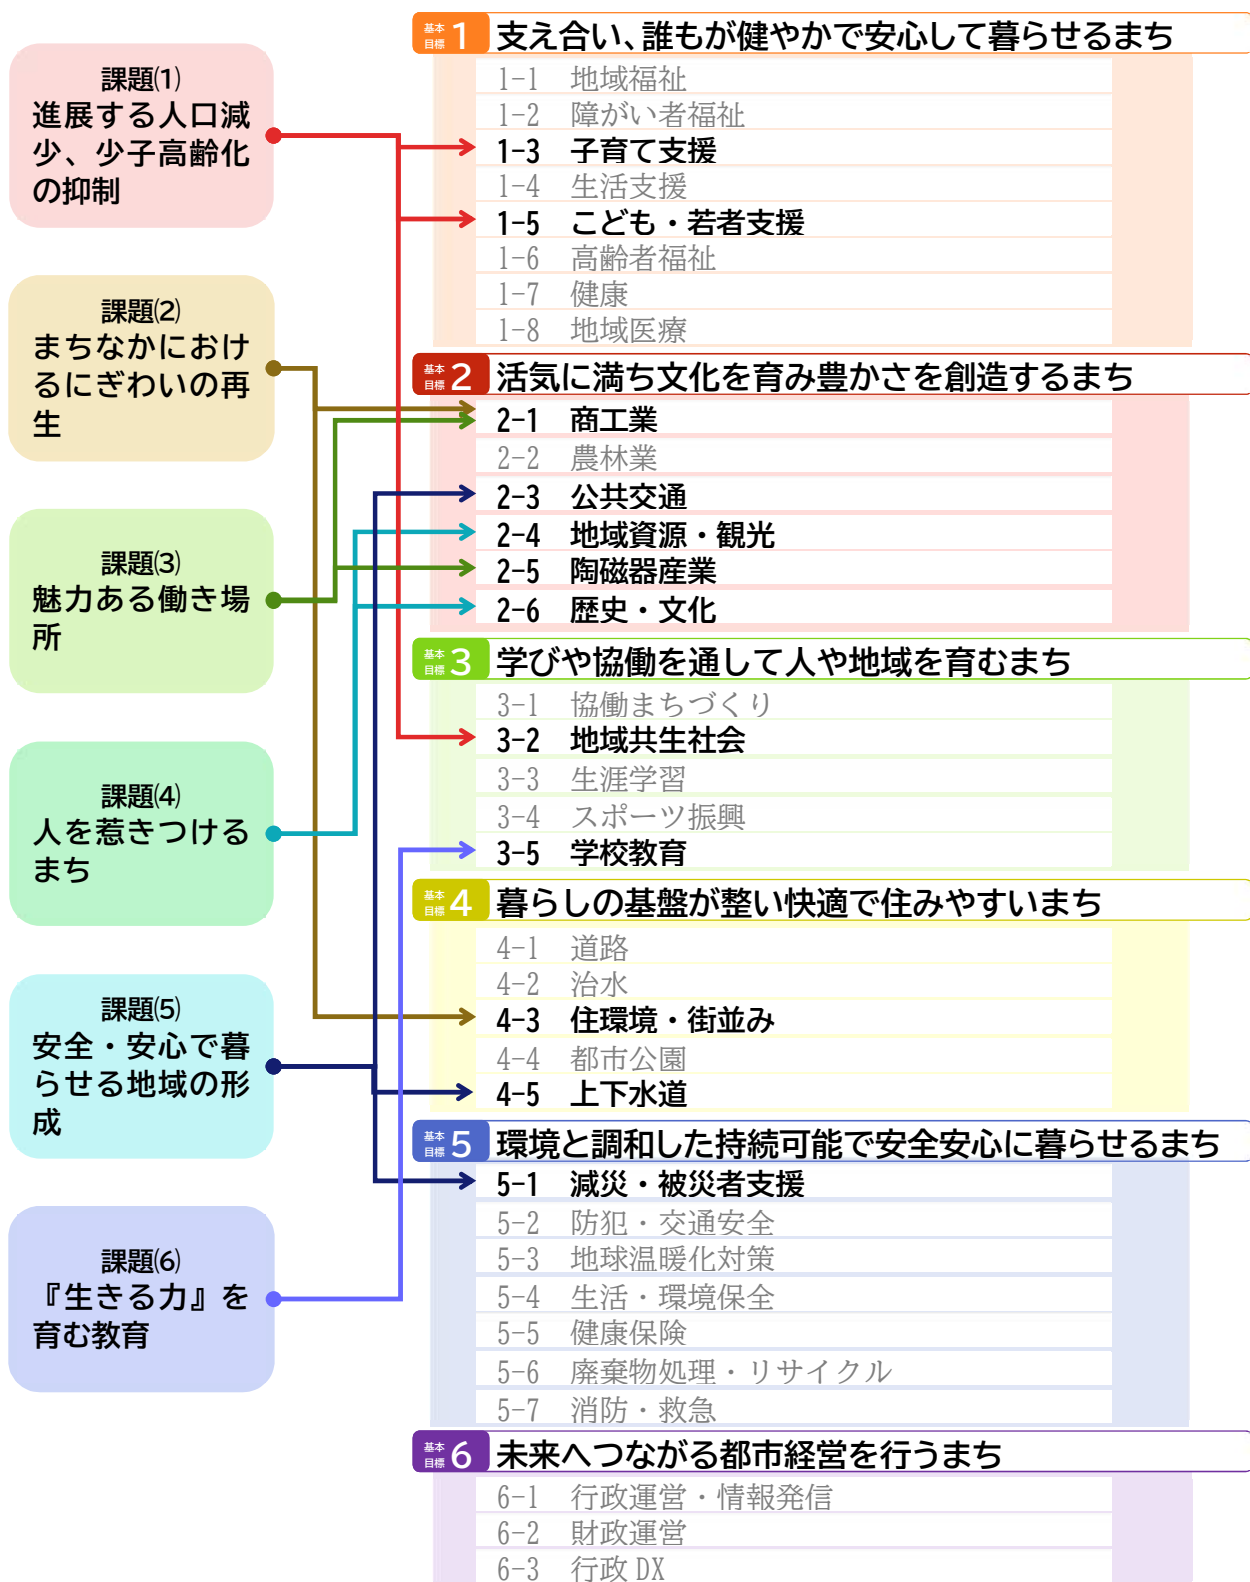 課題(1)
進展する人口減
少、少子高齢化
の抑制
課題(2)
まちなかにおけ
るにぎわいの再
生
課題(3)
魅力ある働き場
所
課題(4)
人を惹きつける
まち
課題(5)
安全・安心で暮
らせる地域の形
成
課題(6)
『生きる力』を
育む教育
基本目標 1 支え合い、誰もが健やかで安心して暮らせるまち
1-1 地域福祉
1-2 障がい者福祉
1-3 子育て支援
1-4 生活支援
1-5 こども・若者支援
1-6 高齢者福祉
1-7 健康
1-8 地域医療
基本目標 2 活気に満ち文化を育み豊かさを創造するまち
2-1 商工業
2-2 農林業
2-3 公共交通
2-4 地域資源・観光
2-5 陶磁器産業
2-6 歴史・文化
基本目標 3 学びや協働を通して人や地域を育むまち
3-1 協働まちづくり
3-2 地域共生社会
3-3 生涯学習
3-4 スポーツ振興
3-5 学校教育
基本目標 4 暮らしの基盤が整い快適で住みやすいまち
4-1 道路
4-2 治水
4-3 住環境・街並み
4-4 都市公園
4-5 上下水道
基本目標 5 環境と調和した持続可能で安全安心に暮らせるまち
5-1 減災・被災者支援
5-2 防犯・交通安全
5-3 地球温暖化対策
5-4 生活・環境保全
5-5 健康保険
5-6 廃棄物処理・リサイクル
5-7 消防・救急
基本目標 6 未来へつながる都市経営を行うまち
6-1 行政運営・情報発信
6-2 財政運営
6-3 行政 DX